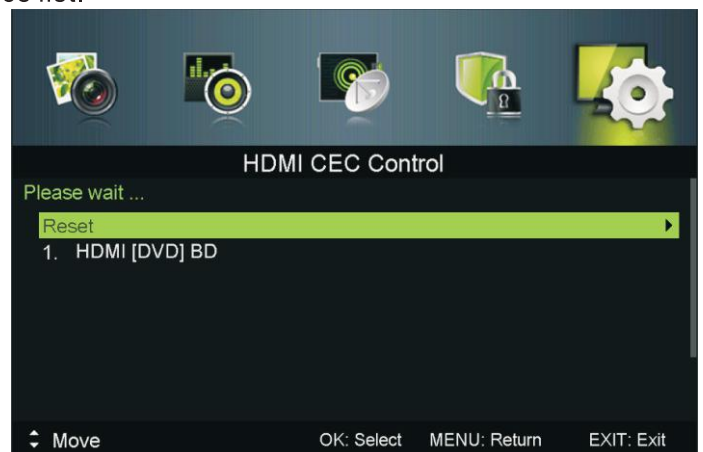 HDMI CEC Control
Please wait ...
Reset
1. HDMI [DVD] BD
Move OK: Select MENU: Return EXIT: Exit